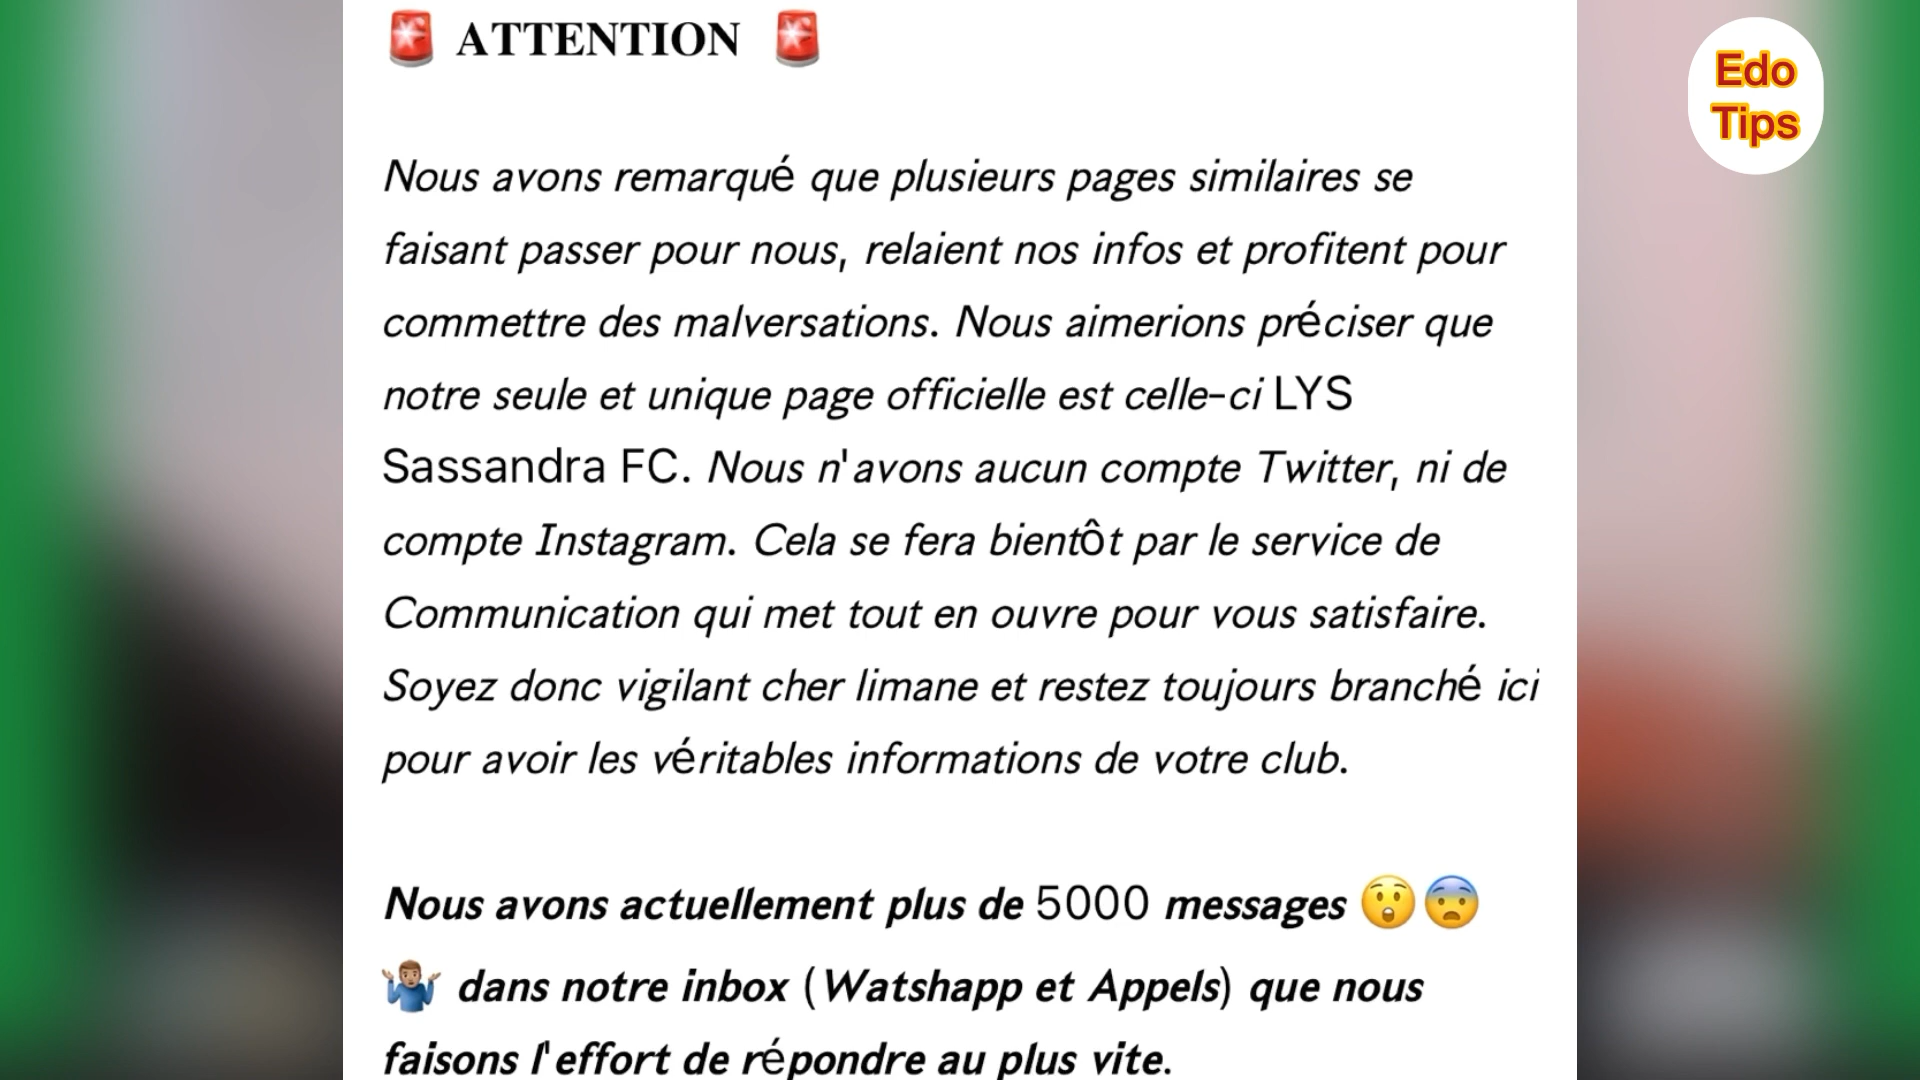 🚨 ATTENTION 🚨
Edo
Tips
Nous avons remarqué que plusieurs pages similaires se
faisant passer pour nous, relaient nos infos et profitent pour
commettre des malversations. Nous aimerions préciser que
notre seule et unique page officielle est celle-ci LYS
Sassandra FC. Nous n'avons aucun compte Twitter, ni de
compte Instagram. Cela se fera bientôt par le service de
Communication qui met tout en ouvre pour vous satisfaire.
Soyez donc vigilant cher limane et restez toujours branché ici
pour avoir les véritables informations de votre club.
Nous avons actuellement plus de 5000 messages 😲😨
🤷🏽‍♂️ dans notre inbox (Watshapp et Appels) que nous
faisons l'effort de répondre au plus vite.